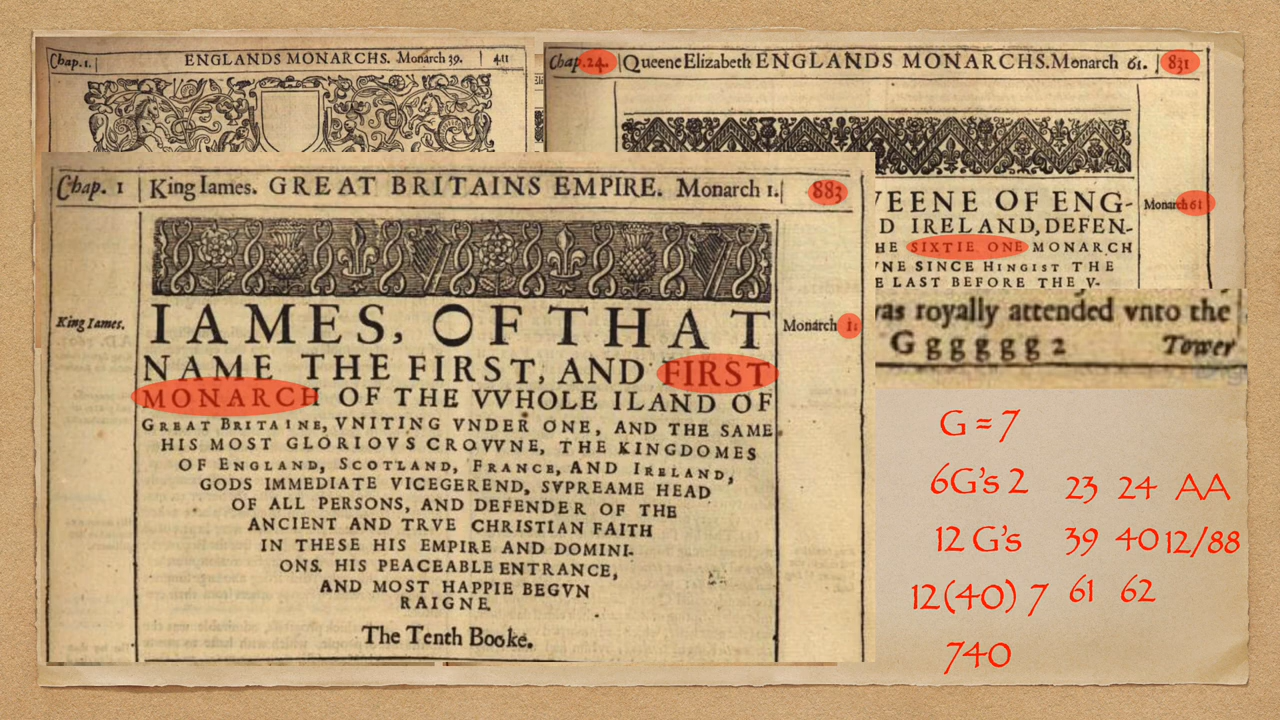 Chap. 1. | ENGLANDS MONARCHS. Monarch 39. | 411
Chap. 24. | Queene Elizabeth ENGLANDS MONARCHS. Monarch 61. | 831
VEENE OF ENG-
Monarch 61
D IRELAND, DEFEN-
HE SIXTIE ONE MONARCH
NE SINCE HINGIST THE
E LAST BEFORE THE V-
as royally attended vnto the
G g g g g g 2 Tower
Chap. 1 | King Iames. GREAT BRITAINS EMPIRE. Monarch 1. | 883
King Iames.
IAMES, OF THAT
Monarch 1.
NAME THE FIRST, AND FIRST
MONARCH OF THE VVHOLE ILAND OF
GREAT BRITAINE, VNITING VNDER ONE, AND THE SAME
HIS MOST GLORIOVS CROVVNE, THE KINGDOMES
OF ENGLAND, SCOTLAND, FRANCE, AND IRELAND,
GODS IMMEDIATE VICEGEREND, SVPREAME HEAD
OF ALL PERSONS, AND DEFENDER OF THE
ANCIENT AND TRVE CHRISTIAN FAITH
IN THESE HIS EMPIRE AND DOMINI-
ONS. HIS PEACEABLE ENTRANCE,
AND MOST HAPPIE BEGVN
RAIGNE.
The Tenth Booke.
G = 7
6G's 2 23 24 AA
12 G's 39 40 12/88
12(40) 7 61 62
740